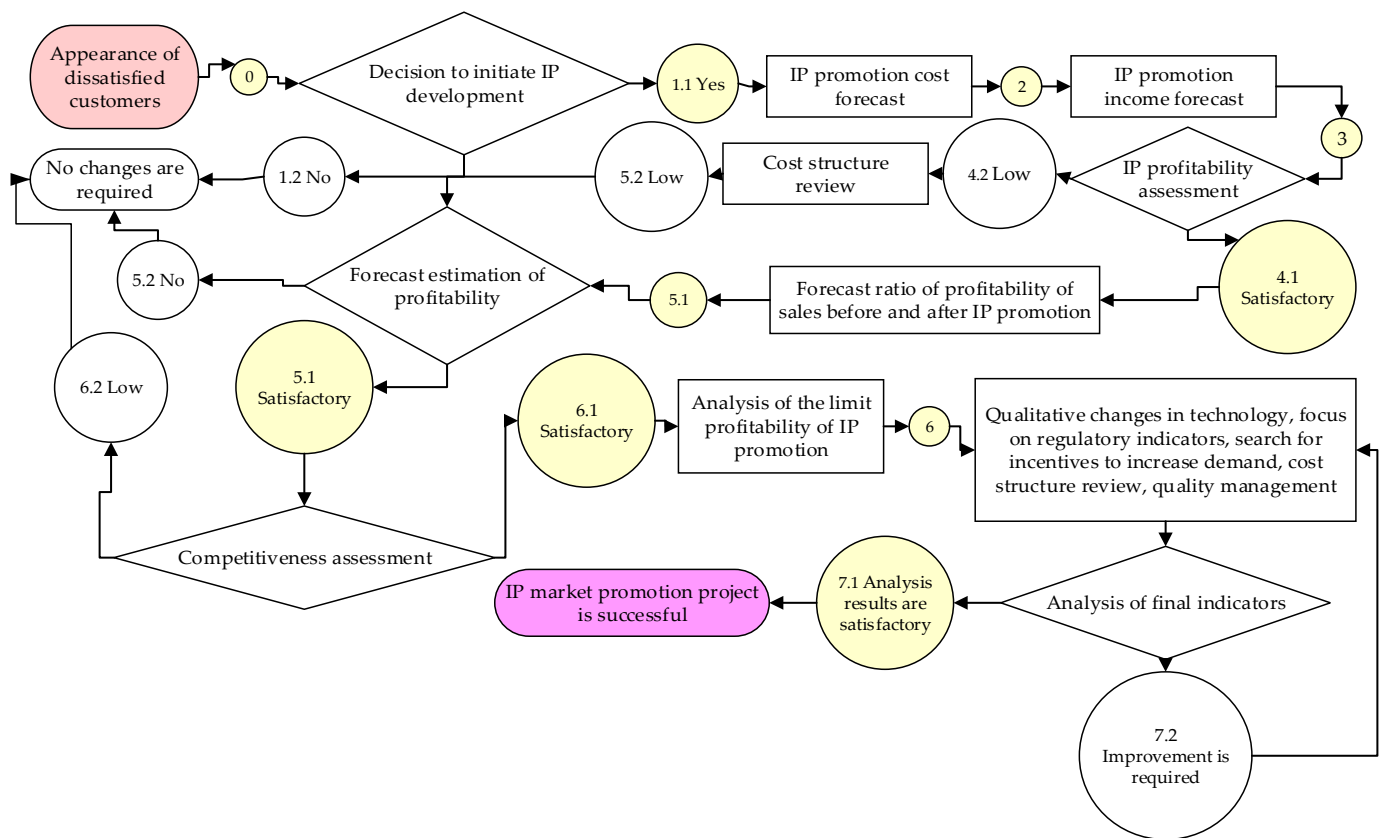 Appearance of
dissatisfied
customers
0
Decision to initiate IP
development
1.1 Yes
IP promotion cost
forecast
2
IP promotion
income forecast
3
No changes are
required
1.2 No
5.2 Low
Cost structure
review
4.2 Low
IP profitability
assessment
5.2 No
Forecast estimation of
profitability
5.1
Forecast ratio of profitability of
sales before and after IP promotion
4.1
Satisfactory
6.2 Low
5.1
Satisfactory
6.1
Satisfactory
Analysis of the limit
profitability of IP
promotion
6
Qualitative changes in technology, focus
on regulatory indicators, search for
incentives to increase demand, cost
structure review, quality management
Competitiveness assessment
IP market promotion project
is successful
7.1 Analysis
results are
satisfactory
Analysis of final indicators
7.2
Improvement is
required